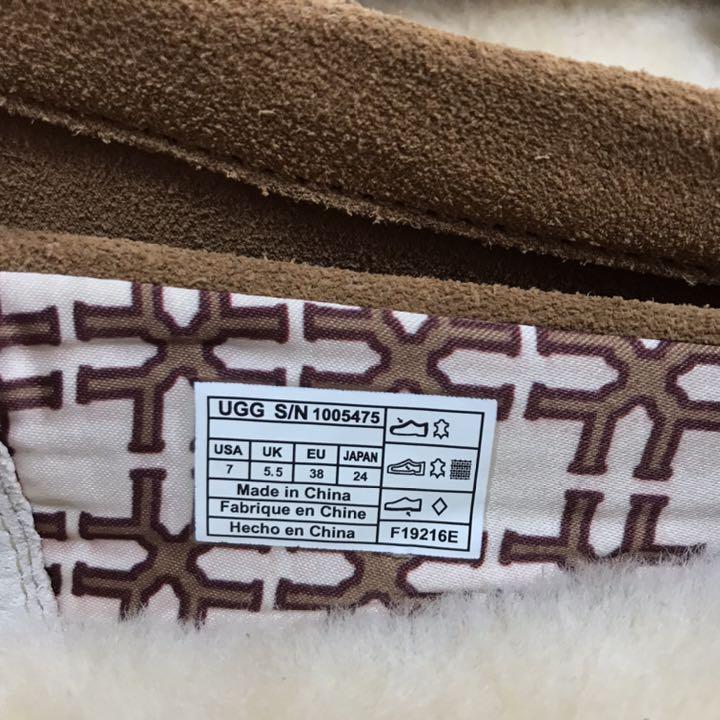 UGG S/N 1005475
USA UK EU JAPAN
7 5.5 38 24
Made in China
Fabrique en Chine
Hecho en China
F19216E